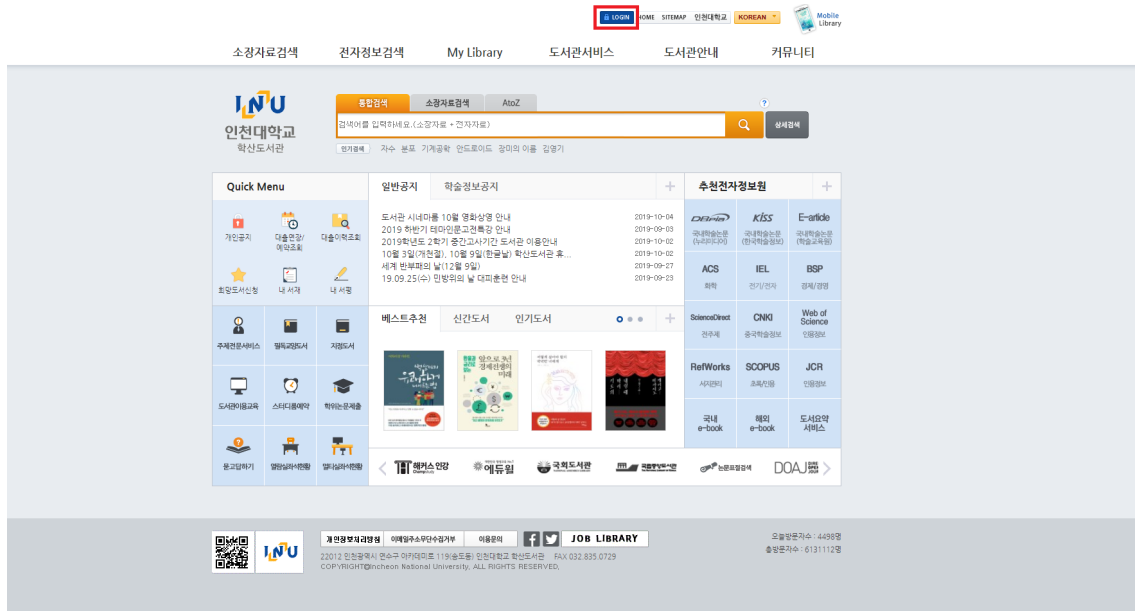 LOGIN HOME SITEMAP 인천대학교 KOREAN Mobile Library
소장자료검색 전자정보검색 My Library 도서관서비스 도서관안내 커뮤니티
INU
인천대학교
학산도서관
통합검색 소장자료검색 AtoZ ?
검색어를 입력하세요.(소장자료 + 전자자료) 상세검색
인기검색 자수 분포 기계공학 안드로이드 장미의 이름 김영기
Quick Menu
개인공지 대출연장/예약조회 대출이력조회
희망도서신청 내 서재 내 서평
주제전문서비스 필독교양도서 지정도서
도서관이용교육 스터디룸예약 학위논문제출
묻고답하기 열람실좌석현황 멀티실좌석현황
일반공지 학술정보공지
도서관 시네마룸 10월 영화상영 안내 2019-10-04
2019 하반기 테마인문고전특강 안내 2019-09-03
2019학년도 2학기 중간고사기간 도서관 이용안내 2019-10-02
10월 3일(개천절), 10월 9일(한글날) 학산도서관 휴... 2019-10-02
세계 반부패의 날(12월 9일) 2019-09-27
19.09.25(수) 민방위의 날 대피훈련 안내 2019-09-23
베스트추천 신간도서 인기도서
앞으로 3년
경제전쟁의
미래
해커스인강 에듀윌 국회도서관 국립중앙도서관 논문표절검색 DOAJ
추천전자정보원
DBpia KISS E-article
국내학술논문 국내학술논문 국내학술논문
(누리미디어) (한국학술정보) (학술교육원)
ACS IEL BSP
화학 전기/전자 경제/경영
ScienceDirect CNKI Web of Science
전주제 중국학술정보 인용정보
RefWorks SCOPUS JCR
서지관리 초록/인용 인용정보
국내 e-book 해외 e-book 도서요약 서비스
INU
개인정보처리방침 이메일주소무단수집거부 이용문의 JOB LIBRARY
22012 인천광역시 연수구 아카데미로 119(송도동) 인천대학교 학산도서관 FAX 032.835.0729
COPYRIGHT@Incheon National University, ALL RIGHTS RESERVED.
오늘방문자수 : 4498명
총방문자수 : 6131112명